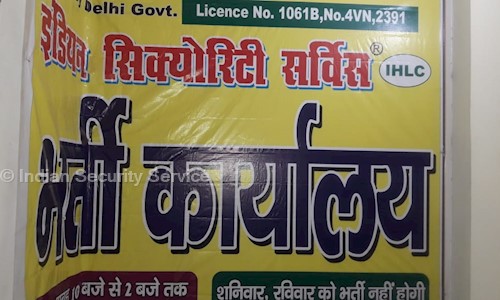 Delhi Govt. Licence No. 1061B,No.4VN,2391
इंडियन सिक्योरिटी सर्विस ® IHLC
भर्ती कार्यालय
© Indian Security Service
10 बजे से 2 बजे तक
शनिवार, रविवार को भर्ती नहीं होगी